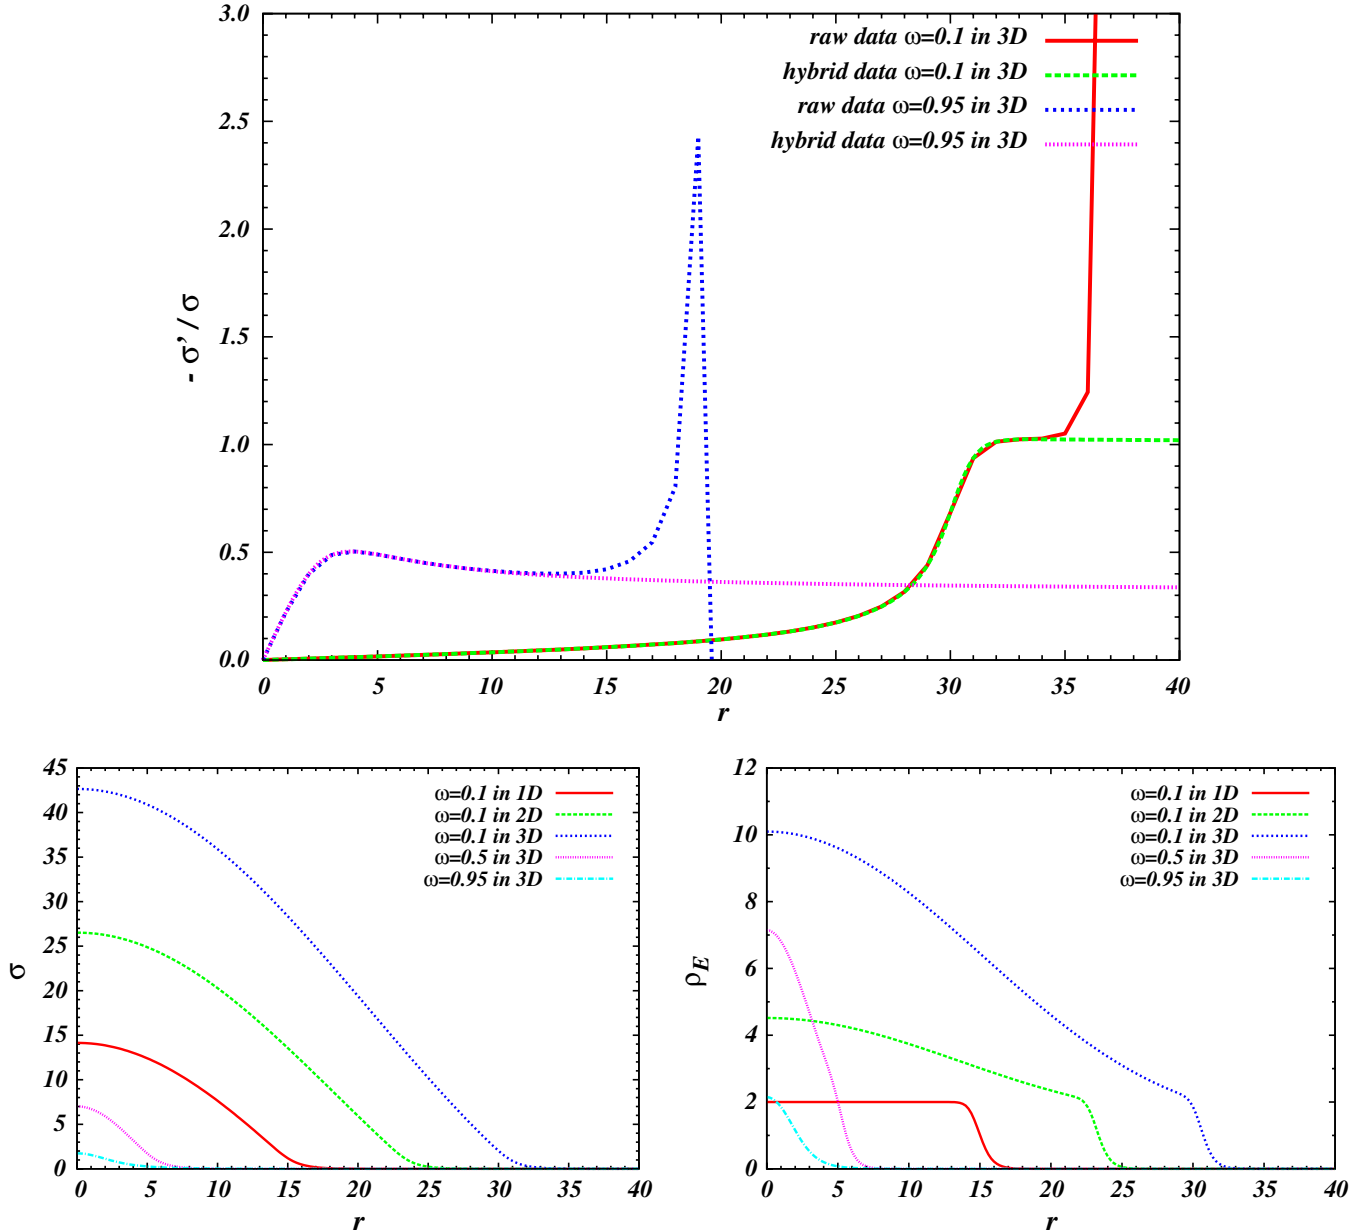 3.0
2.5
2.0
1.5
1.0
0.5
0.0
- σ' / σ
raw data ω=0.1 in 3D
hybrid data ω=0.1 in 3D
raw data ω=0.95 in 3D
hybrid data ω=0.95 in 3D
0 5 10 15 20 25 30 35 40
r
45
40
35
30
25
20
15
10
5
0
σ
ω=0.1 in 1D
ω=0.1 in 2D
ω=0.1 in 3D
ω=0.5 in 3D
ω=0.95 in 3D
0 5 10 15 20 25 30 35 40
r
12
10
8
6
4
2
0
ρE
ω=0.1 in 1D
ω=0.1 in 2D
ω=0.1 in 3D
ω=0.5 in 3D
ω=0.95 in 3D
0 5 10 15 20 25 30 35 40
r